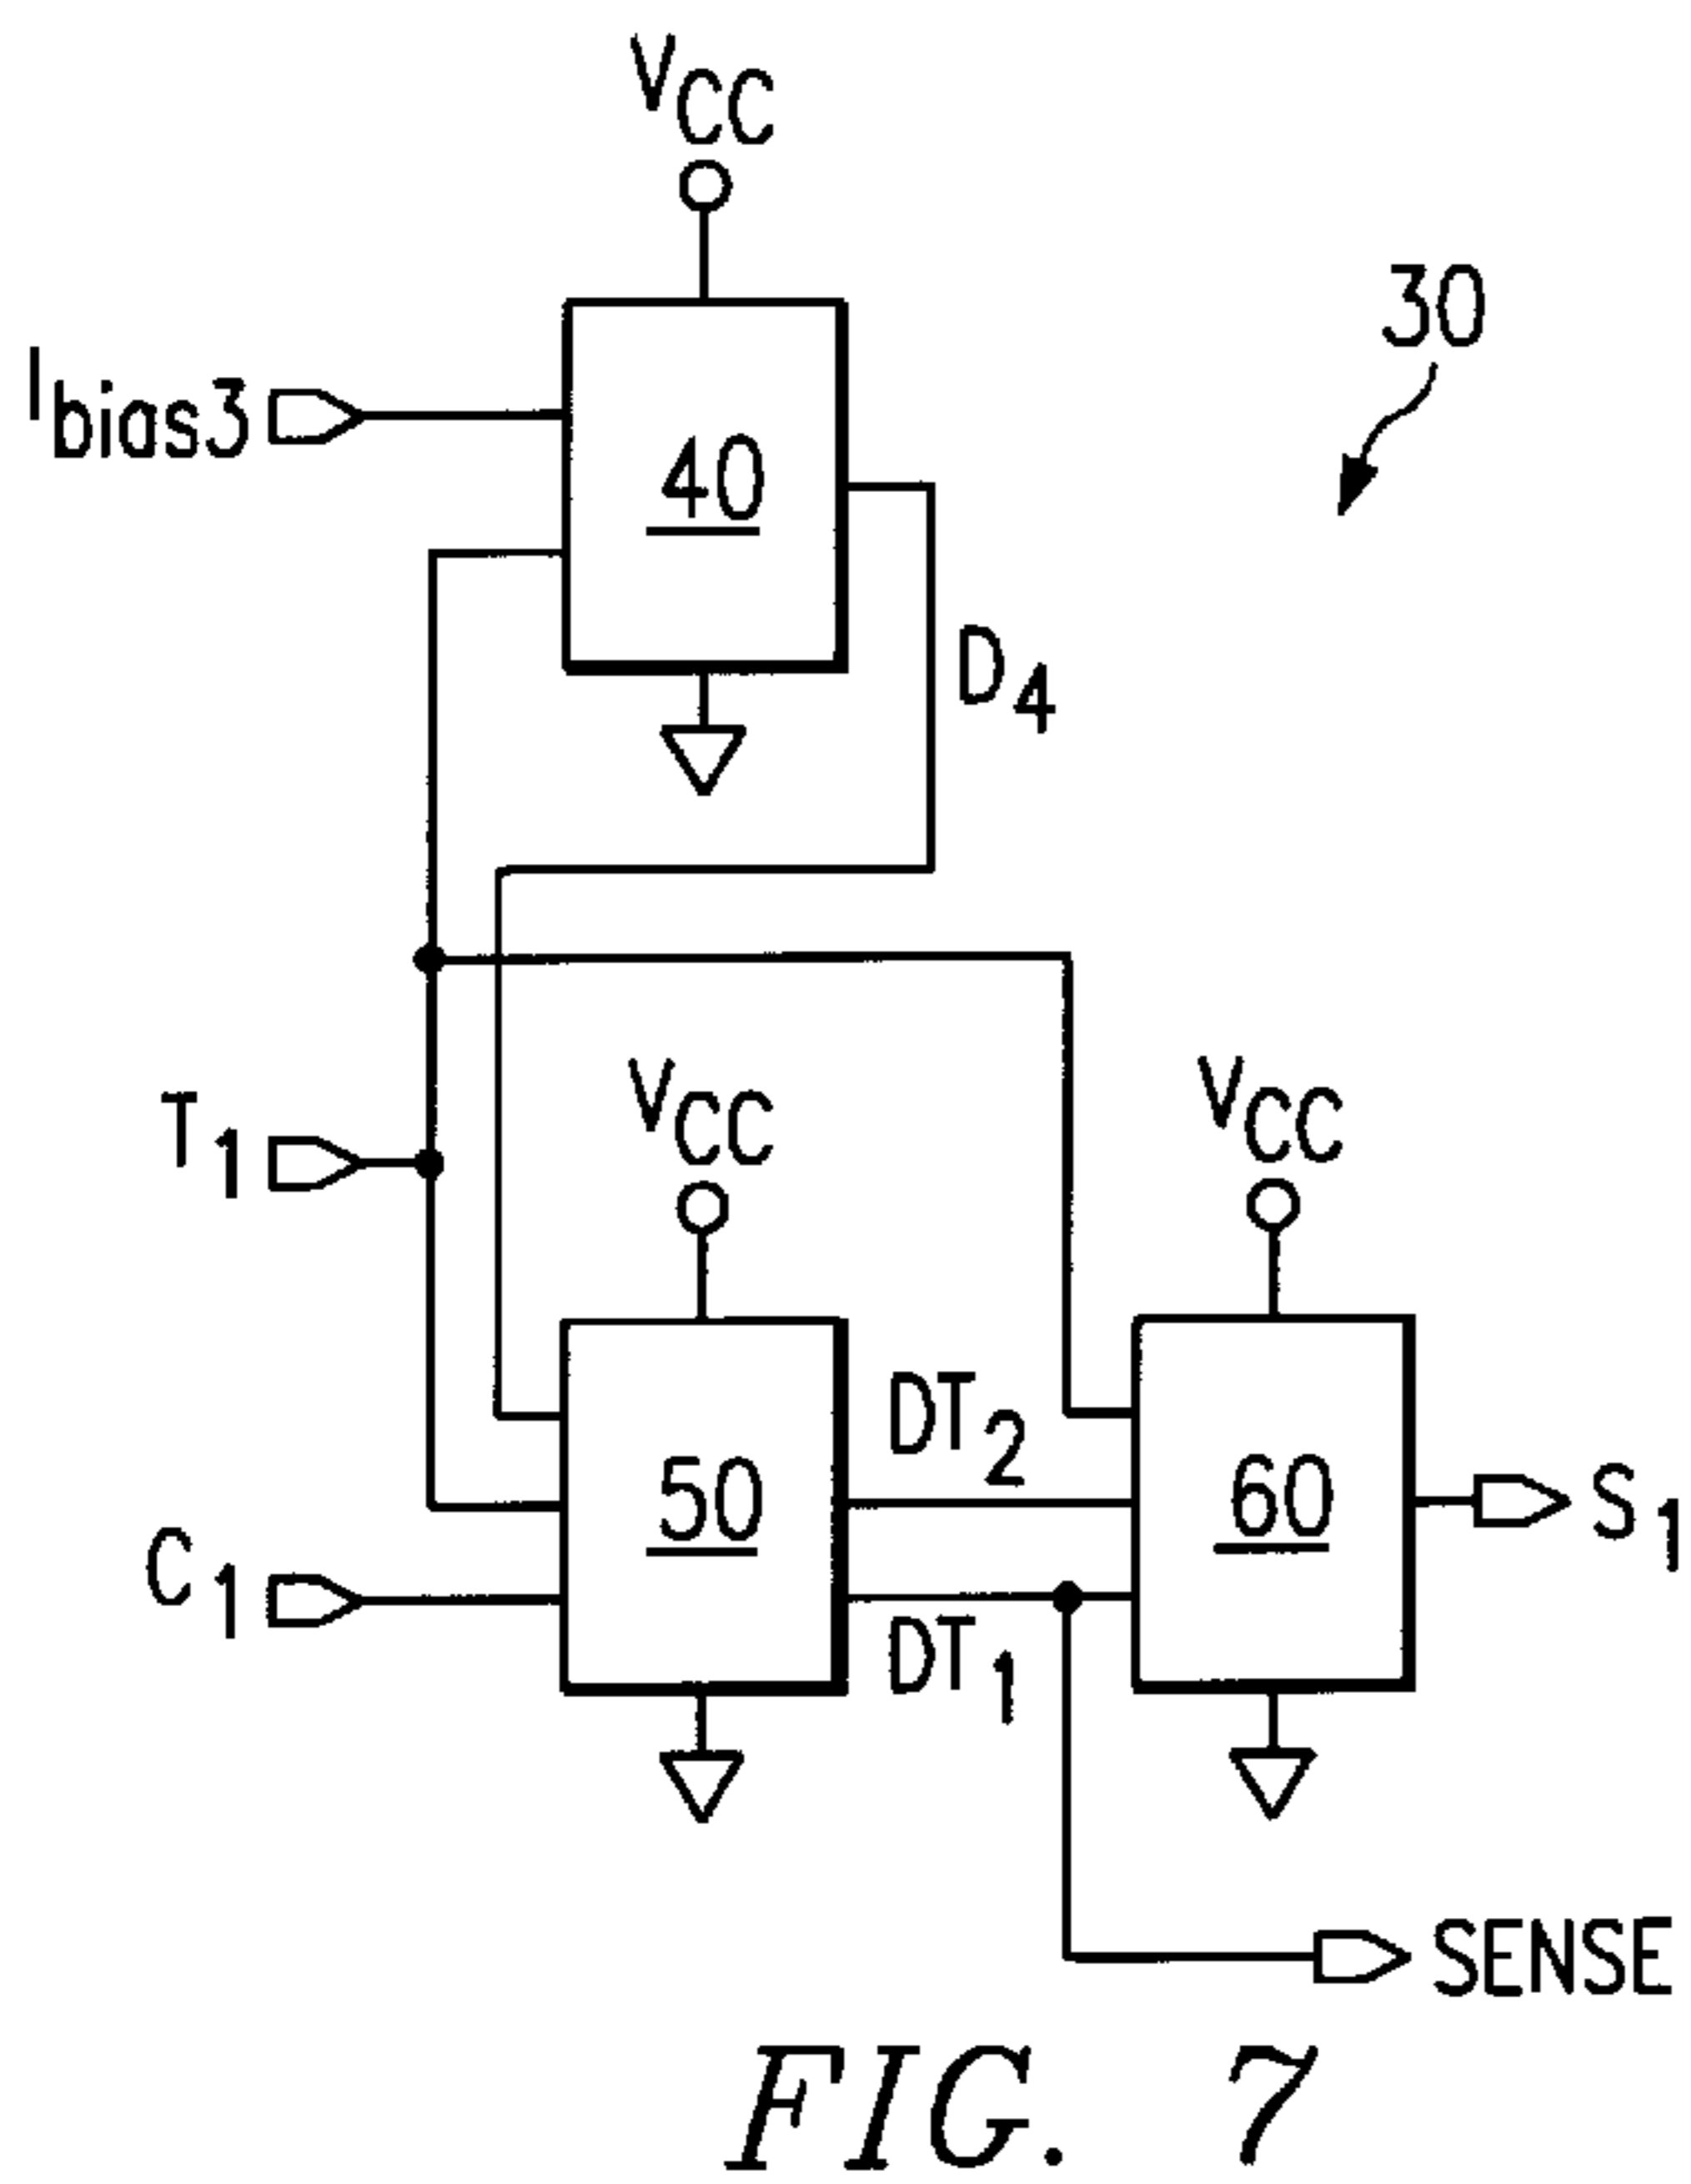 VCC
30
Ibias3
40
D4
T1
VCC
VCC
DT2
50
60
S1
C1
DT1
SENSE
FIG. 7